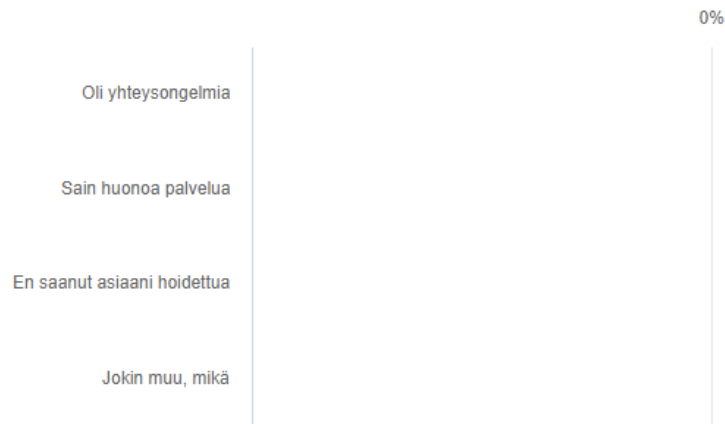 0%
Oli yhteysongelmia
Sain huonoa palvelua
En saanut asiaani hoidettua
Jokin muu, mikä